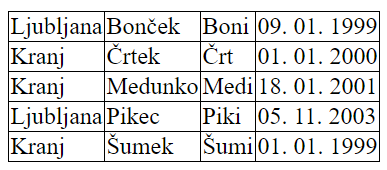 Ljubljana Bonček Boni 09. 01. 1999
Kranj Črtek Črt 01. 01. 2000
Kranj Medunko Medi 18. 01. 2001
Ljubljana Pikec Piki 05. 11. 2003
Kranj Šumek Šumi 01. 01. 1999